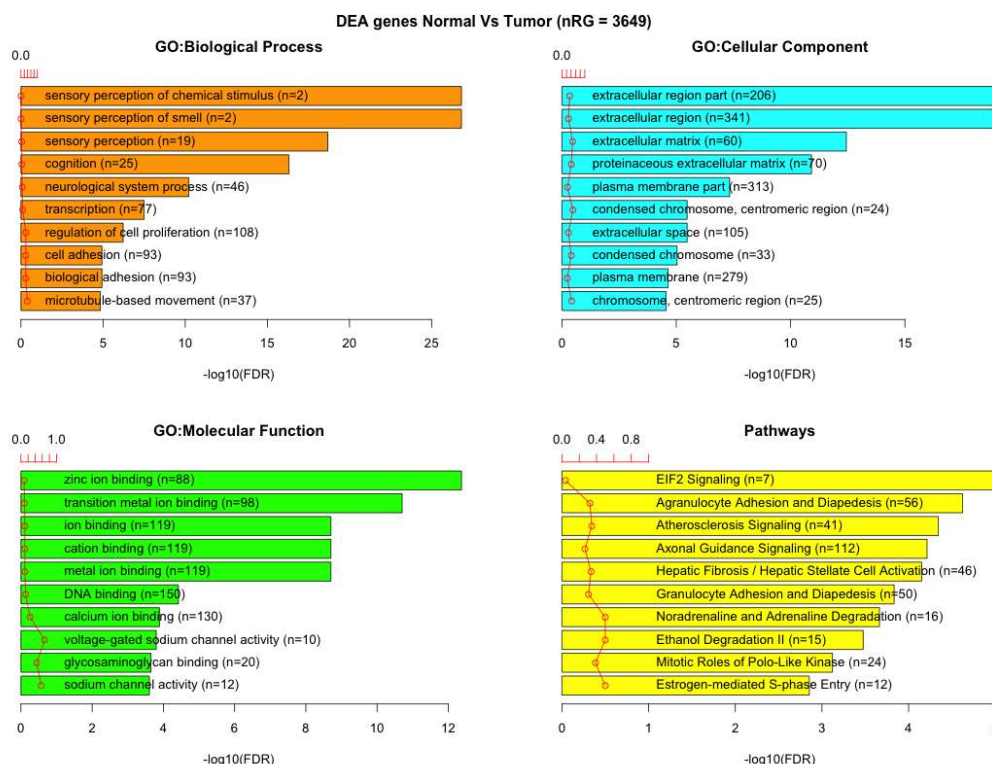 DEA genes Normal Vs Tumor (nRG = 3649)
GO:Biological Process
0.0
sensory perception of chemical stimulus (n=2)
sensory perception of smell (n=2)
sensory perception (n=19)
cognition (n=25)
neurological system process (n=46)
transcription (n=77)
regulation of cell proliferation (n=108)
cell adhesion (n=93)
biological adhesion (n=93)
microtubule-based movement (n=37)
0 5 10 15 20 25
-log10(FDR)
GO:Cellular Component
0.0
extracellular region part (n=206)
extracellular region (n=341)
extracellular matrix (n=60)
proteinaceous extracellular matrix (n=70)
plasma membrane part (n=313)
condensed chromosome, centromeric region (n=24)
extracellular space (n=105)
condensed chromosome (n=33)
plasma membrane (n=279)
chromosome, centromeric region (n=25)
0 5 10 15
-log10(FDR)
GO:Molecular Function
0.0 1.0
zinc ion binding (n=88)
transition metal ion binding (n=98)
ion binding (n=119)
cation binding (n=119)
metal ion binding (n=119)
DNA binding (n=150)
calcium ion binding (n=130)
voltage-gated sodium channel activity (n=10)
glycosaminoglycan binding (n=20)
sodium channel activity (n=12)
0 2 4 6 8 10 12
-log10(FDR)
Pathways
0.0 0.4 0.8
EIF2 Signaling (n=7)
Agranulocyte Adhesion and Diapedesis (n=56)
Atherosclerosis Signaling (n=41)
Axonal Guidance Signaling (n=112)
Hepatic Fibrosis / Hepatic Stellate Cell Activation (n=46)
Granulocyte Adhesion and Diapedesis (n=50)
Noradrenaline and Adrenaline Degradation (n=16)
Ethanol Degradation II (n=15)
Mitotic Roles of Polo-Like Kinase (n=24)
Estrogen-mediated S-phase Entry (n=12)
0 1 2 3 4
-log10(FDR)